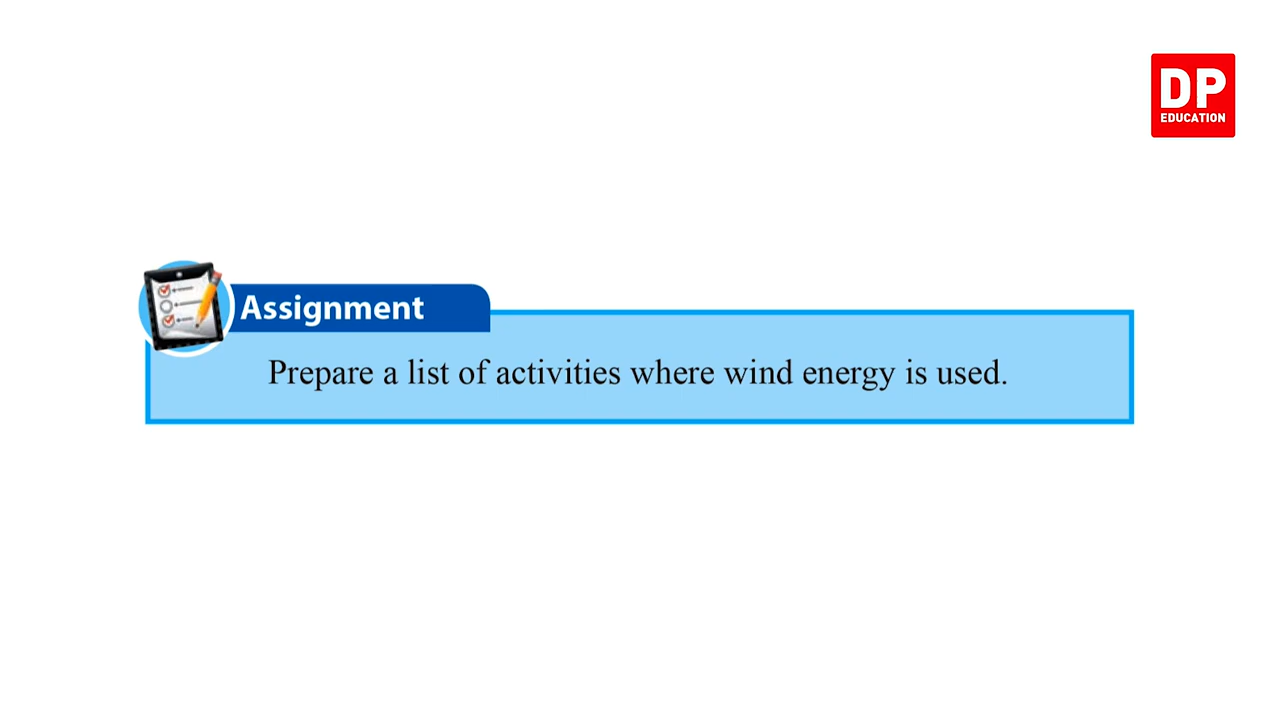 DP
EDUCATION
Assignment
Prepare a list of activities where wind energy is used.